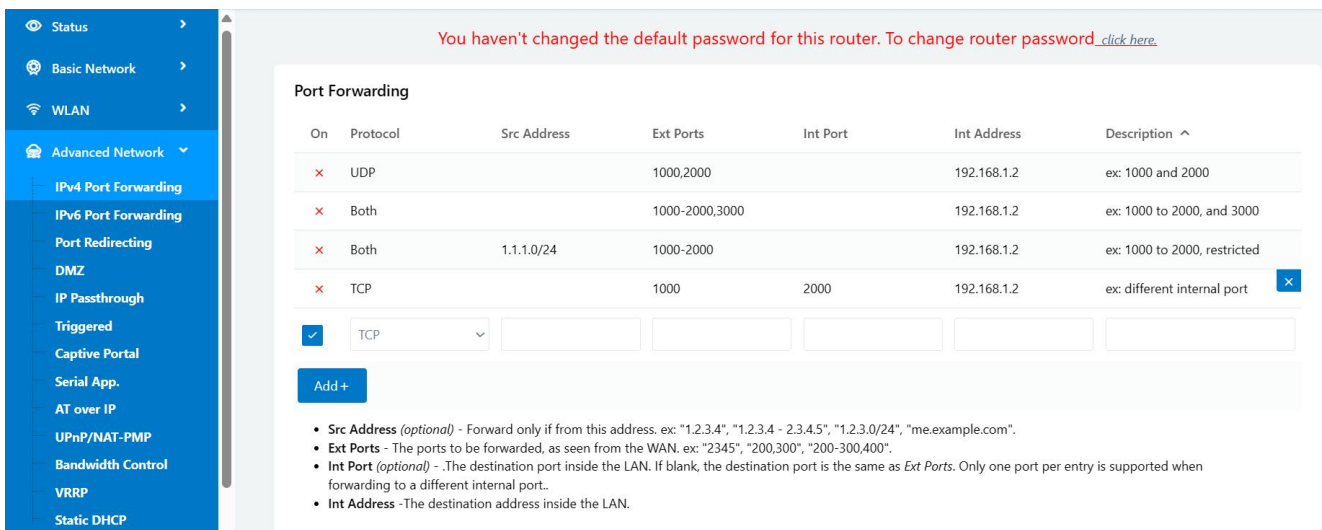 Status
Basic Network
WLAN
Advanced Network
IPv4 Port Forwarding
IPv6 Port Forwarding
Port Redirecting
DMZ
IP Passthrough
Triggered
Captive Portal
Serial App.
AT over IP
UPnP/NAT-PMP
Bandwidth Control
VRRP
Static DHCP
You haven't changed the default password for this router. To change router password click here.
Port Forwarding
On Protocol Src Address Ext Ports Int Port Int Address Description
UDP 1000,2000 192.168.1.2 ex: 1000 and 2000
Both 1000-2000,3000 192.168.1.2 ex: 1000 to 2000, and 3000
Both 1.1.1.0/24 1000-2000 192.168.1.2 ex: 1000 to 2000, restricted
TCP 1000 2000 192.168.1.2 ex: different internal port
TCP
Add +
• Src Address (optional) - Forward only if from this address. ex: "1.2.3.4", "1.2.3.4 - 2.3.4.5", "1.2.3.0/24", "me.example.com".
• Ext Ports - The ports to be forwarded, as seen from the WAN. ex: "2345", "200,300", "200-300,400".
• Int Port (optional) - .The destination port inside the LAN. If blank, the destination port is the same as Ext Ports. Only one port per entry is supported when
forwarding to a different internal port..
• Int Address -The destination address inside the LAN.